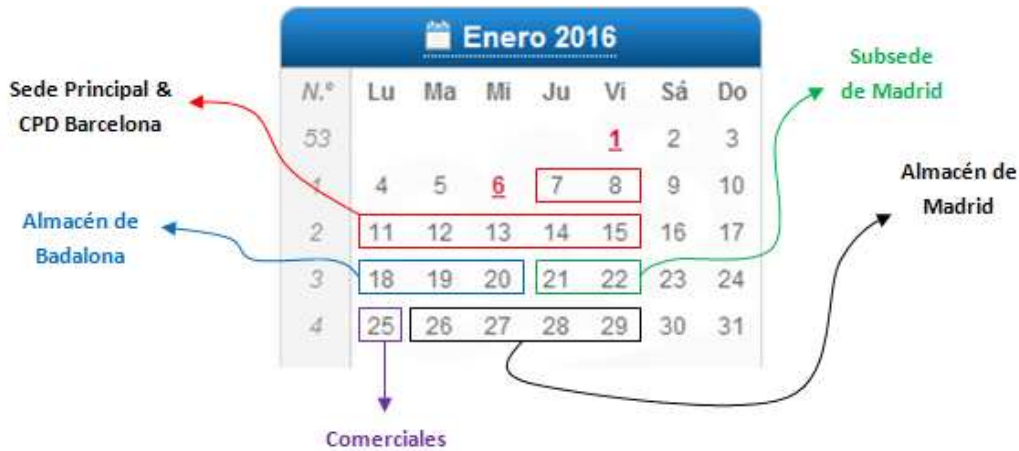 Enero 2016
Subsede
de Madrid
Sede Principal &
CPD Barcelona
N.º Lu Ma Mi Ju Vi Sá Do
53 1 2 3
1 4 5 6 7 8 9 10
Almacén de
Madrid
2 11 12 13 14 15 16 17
Almacén de
Badalona
3 18 19 20 21 22 23 24
4 25 26 27 28 29 30 31
Comerciales